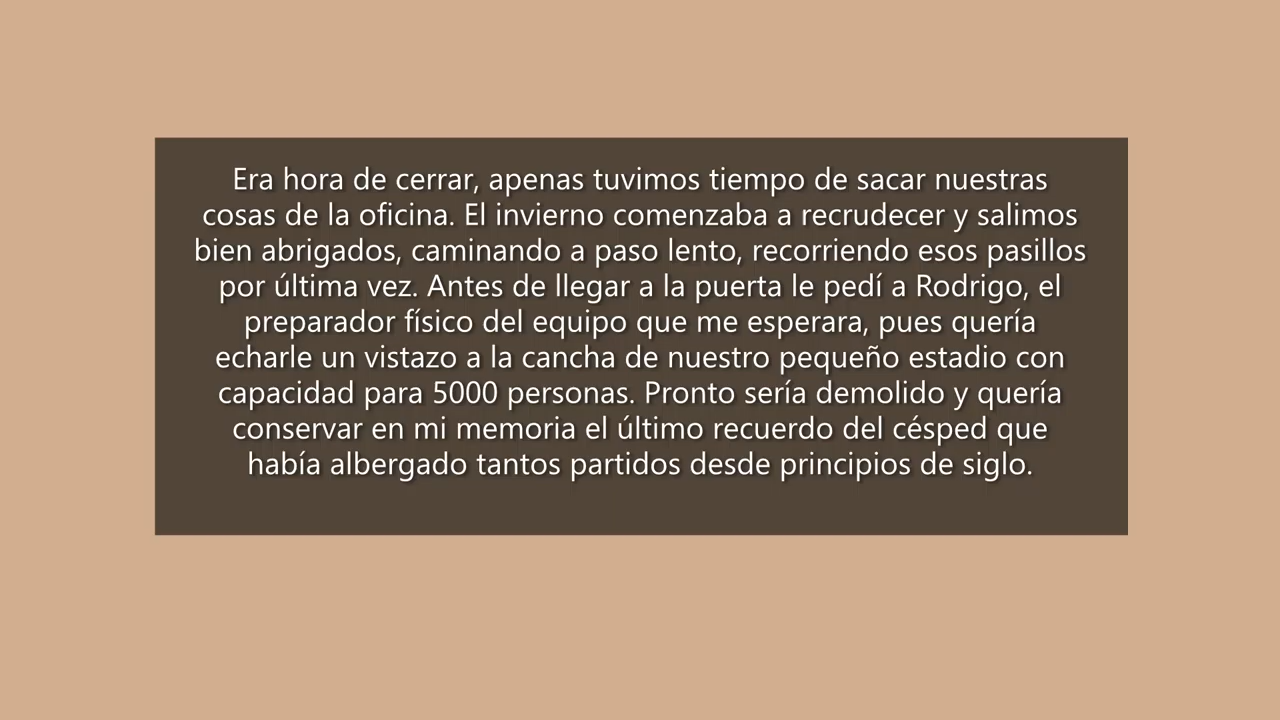 Era hora de cerrar, apenas tuvimos tiempo de sacar nuestras
cosas de la oficina. El invierno comenzaba a recrudecer y salimos
bien abrigados, caminando a paso lento, recorriendo esos pasillos
por última vez. Antes de llegar a la puerta le pedí a Rodrigo, el
preparador físico del equipo que me esperara, pues quería
echarle un vistazo a la cancha de nuestro pequeño estadio con
capacidad para 5000 personas. Pronto sería demolido y quería
conservar en mi memoria el último recuerdo del césped que
había albergado tantos partidos desde principios de siglo.